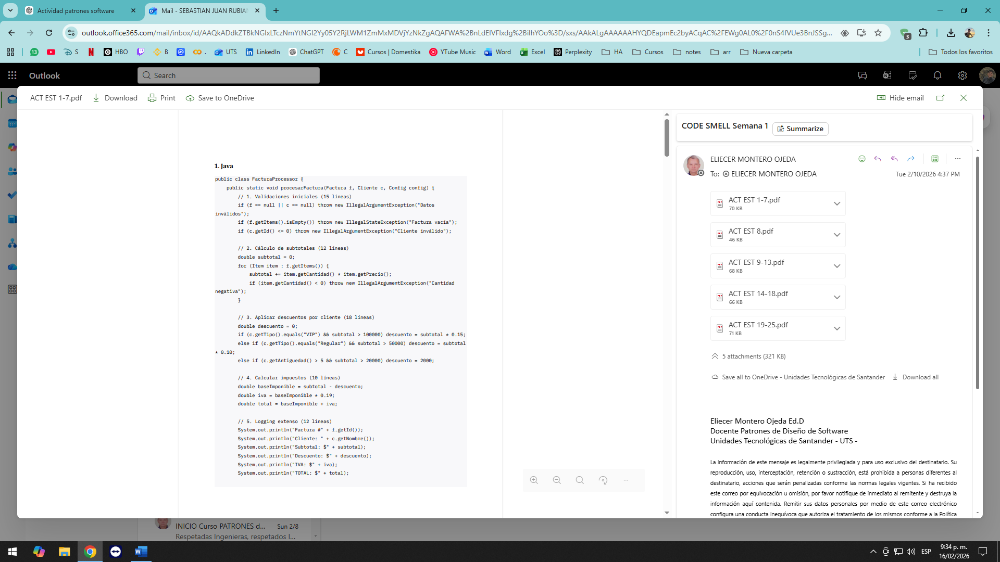 Actividad patrones software
Mail - SEBASTIAN JUAN RUBIAN
outlook.office365.com/mail/inbox/id/AAQkADdkZTBkNGIxLTczNmYtNGI2Yy05Y2RjLWM1ZmMxMDVjYzNkZgAQAFWA%2BnLdEIVFIxdg%2BilhYOo%3D/sxs/AAkALgAAAAAAHYQDEapmEc2byACqAC%2FEWg0AL0%2F0nS4fVUe3BnJSSg...
3
13
S
HBO
B
.
UTS
LinkedIn
ChatGPT
C
Cursos | Domestika
YTube Music
Word
Excel
Perplexity
HA
Cursos
notes
arr
Nueva carpeta
Todos los favoritos
Outlook
Search
ACT EST 1-7.pdf
Download
Print
Save to OneDrive
Hide email
1. Java
public class FacturaProcessor {
public static void procesarFactura(Factura f, Cliente c, Config config) {
// 1. Validaciones iniciales (15 líneas)
if (f == null || c == null) throw new IllegalArgumentException("Datos
inválidos");
if (f.getItems().isEmpty()) throw new IllegalStateException("Factura vacía");
if (c.getId() <= 0) throw new IllegalArgumentException("Cliente inválido");
// 2. Cálculo de subtotales (12 líneas)
double subtotal = 0;
for (Item item : f.getItems()) {
subtotal += item.getCantidad() * item.getPrecio();
if (item.getCantidad() < 0) throw new IllegalArgumentException("Cantidad
negativa");
}
// 3. Aplicar descuentos por cliente (18 líneas)
double descuento = 0;
if (c.getTipo().equals("VIP") && subtotal > 100000) descuento = subtotal * 0.15;
else if (c.getTipo().equals("Regular") && subtotal > 50000) descuento = subtotal
* 0.10;
else if (c.getAntiguedad() > 5 && subtotal > 20000) descuento = 2000;
// 4. Calcular impuestos (10 líneas)
double baseImponible = subtotal - descuento;
double iva = baseImponible * 0.19;
double total = baseImponible + iva;
// 5. Logging extenso (12 líneas)
System.out.println("Factura #" + f.getId());
System.out.println("Cliente: " + c.getNombre());
System.out.println("Subtotal: $" + subtotal);
System.out.println("Descuento: $" + descuento);
System.out.println("IVA: $" + iva);
System.out.println("TOTAL: $" + total);
CODE SMELL Semana 1
Summarize
ELIECER MONTERO OJEDA
To: ELIECER MONTERO OJEDA
Tue 2/10/2026 4:37 PM
ACT EST 1-7.pdf
70 KB
ACT EST 8.pdf
46 KB
ACT EST 9-13.pdf
68 KB
ACT EST 14-18.pdf
66 KB
ACT EST 19-25.pdf
71 KB
5 attachments (321 KB)
Save all to OneDrive - Unidades Tecnológicas de Santander
Download all
Eliecer Montero Ojeda Ed.D
Docente Patrones de Diseño de Software
Unidades Tecnológicas de Santander - UTS -
La información de este mensaje es legalmente privilegiada y para uso exclusivo del destinatario. Su
reproducción, uso, interceptación, retención o sustracción, está prohibida a personas diferentes al
destinatario, acciones que serán penalizadas conforme las normas legales vigentes. Si ha recibido
este correo por equivocación u omisión, por favor notifique de inmediato al remitente y destruya la
información aquí contenida. Remitir sus datos personales por medio de este correo electrónico
configura una conducta inequívoca que autoriza el tratamiento de los mismos conforme a la Política
INICIO Curso PATRONES d...
Sun 2/8
Respetadas Ingenieras, respetados I...
ESP
9:34 p. m.
16/02/2026